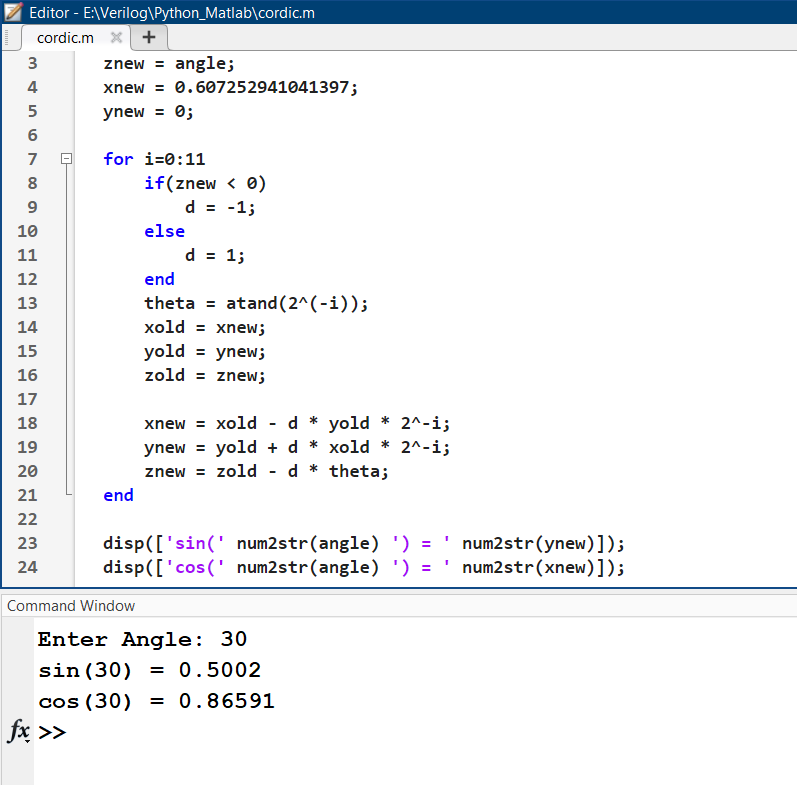 Editor - E:\Verilog\Python_Matlab\cordic.m
cordic.m × +
3 znew = angle;
4 xnew = 0.607252941041397;
5 ynew = 0;
6
7 for i=0:11
8 if(znew < 0)
9 d = -1;
10 else
11 d = 1;
12 end
13 theta = atand(2^(-i));
14 xold = xnew;
15 yold = ynew;
16 zold = znew;
17
18 xnew = xold - d * yold * 2^-i;
19 ynew = yold + d * xold * 2^-i;
20 znew = zold - d * theta;
21 end
22
23 disp(['sin(' num2str(angle) ') = ' num2str(ynew)]);
24 disp(['cos(' num2str(angle) ') = ' num2str(xnew)]);
Command Window
Enter Angle: 30
sin(30) = 0.5002
cos(30) = 0.86591
fx >>